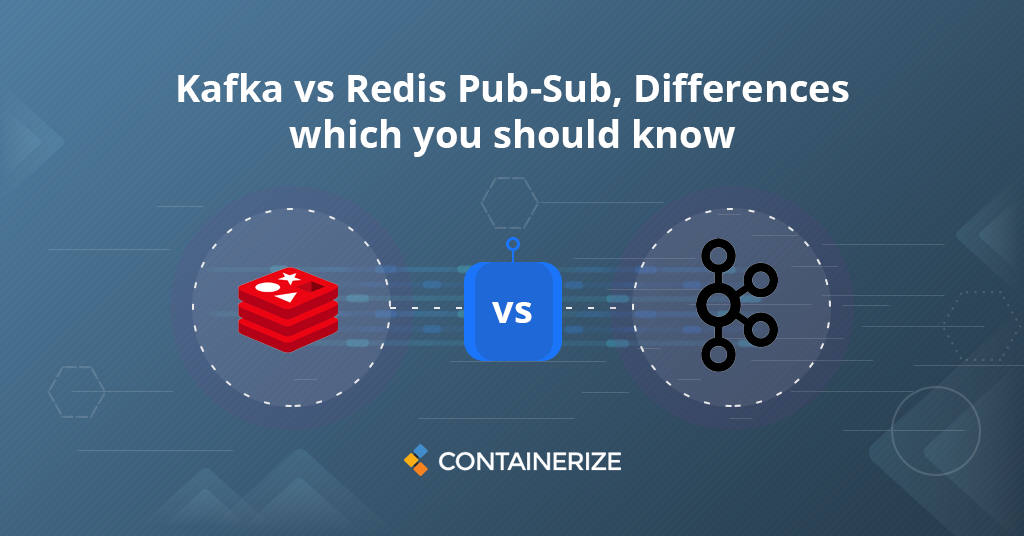 Kafka vs Redis Pub-Sub, Differences
which you should know
vs
CONTAINERIZE